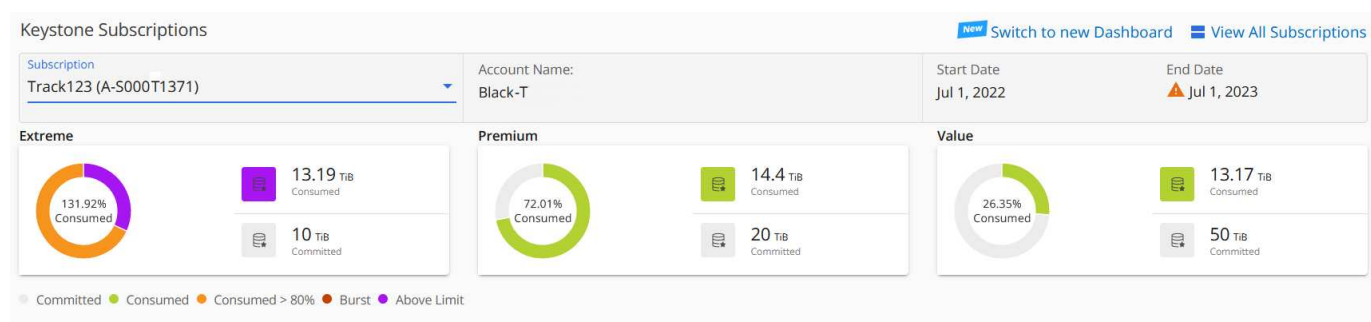 Keystone Subscriptions
New Switch to new Dashboard View All Subscriptions
Subscription
Track123 (A-S000T1371)
Account Name:
Black-T
Start Date
Jul 1, 2022
End Date
Jul 1, 2023
Extreme
131.92%
Consumed
13.19 TiB
Consumed
10 TiB
Committed
Premium
72.01%
Consumed
14.4 TiB
Consumed
20 TiB
Committed
Value
26.35%
Consumed
13.17 TiB
Consumed
50 TiB
Committed
Committed Consumed Consumed > 80% Burst Above Limit